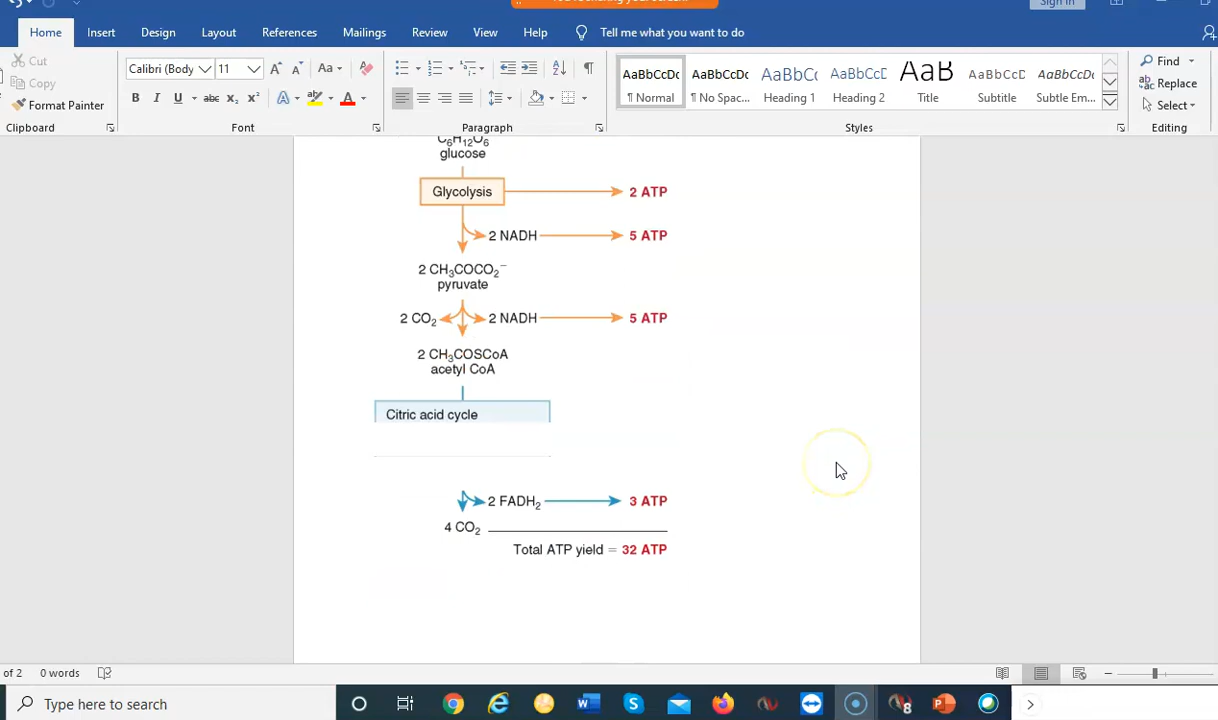 Sign in
Home Insert Design Layout References Mailings Review View Help Tell me what you want to do
Cut
Copy
Format Painter
Clipboard
Calibri (Body 11
Font
Paragraph
AaBbCcDc AaBbCcDc AaBbCc AaBbCcD AaB AaBbCcD AaBbCcD
¶ Normal ¶ No Spac... Heading 1 Heading 2 Title Subtitle Subtle Em...
Styles
Find
Replace
Select
Editing
C6H12O6
glucose
Glycolysis 2 ATP
2 NADH 5 ATP
2 CH3COCO2−
pyruvate
2 CO2 2 NADH 5 ATP
2 CH3COSCoA
acetyl CoA
Citric acid cycle
2 FADH2 3 ATP
4 CO2
Total ATP yield = 32 ATP
of 2 0 words
Type here to search